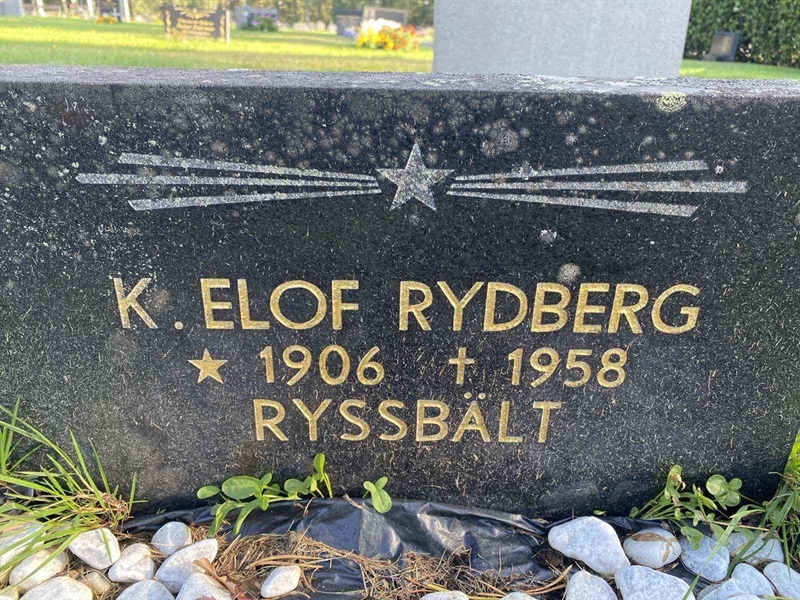 K. ELOF RYDBERG
★ 1906 ✝ 1958
RYSSBÄLT